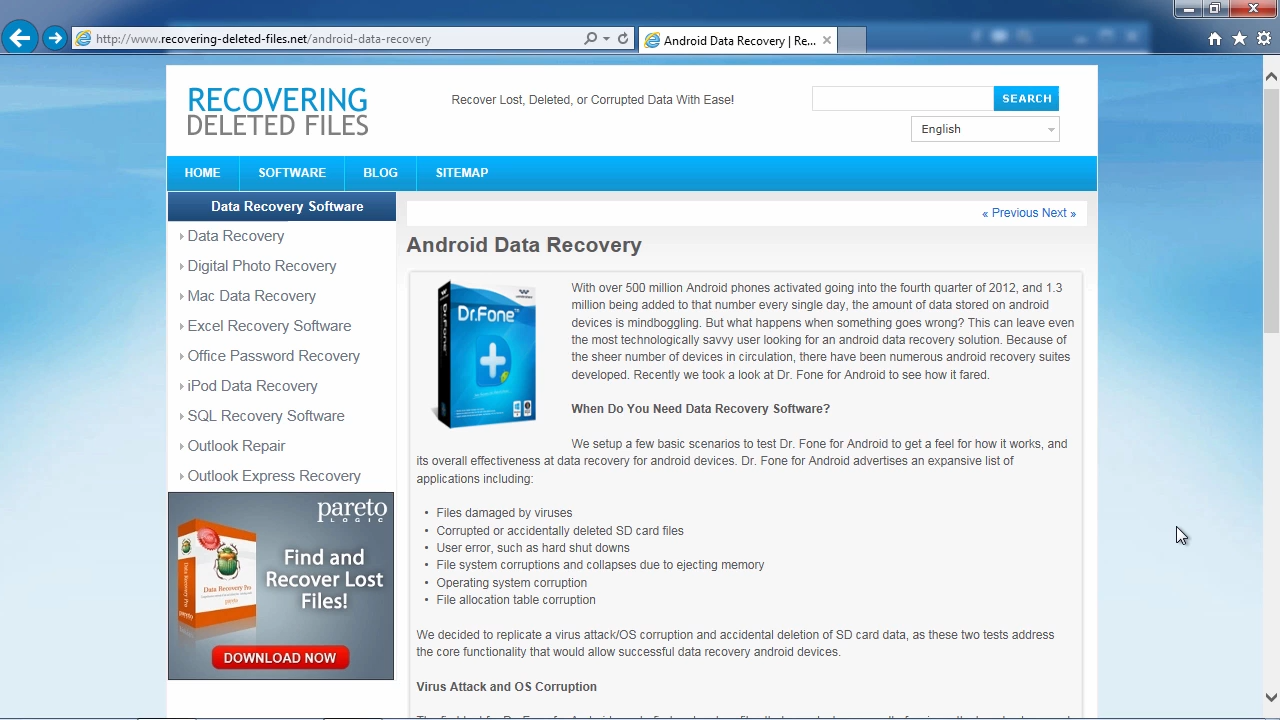 http://www.recovering-deleted-files.net/android-data-recovery
Android Data Recovery | Re...
RECOVERING
DELETED FILES
Recover Lost, Deleted, or Corrupted Data With Ease!
SEARCH
English
HOME
SOFTWARE
BLOG
SITEMAP
Data Recovery Software
Data Recovery
Digital Photo Recovery
Mac Data Recovery
Excel Recovery Software
Office Password Recovery
iPod Data Recovery
SQL Recovery Software
Outlook Repair
Outlook Express Recovery
pareto
LOGIC
Find and
Recover Lost
Files!
Data Recovery Pro
pareto
DOWNLOAD NOW
« Previous Next »
Android Data Recovery
Dr.Fone
Dr.Fone
With over 500 million Android phones activated going into the fourth quarter of 2012, and 1.3
million being added to that number every single day, the amount of data stored on android
devices is mindboggling. But what happens when something goes wrong? This can leave even
the most technologically savvy user looking for an android data recovery solution. Because of
the sheer number of devices in circulation, there have been numerous android recovery suites
developed. Recently we took a look at Dr. Fone for Android to see how it fared.
When Do You Need Data Recovery Software?
We setup a few basic scenarios to test Dr. Fone for Android to get a feel for how it works, and
its overall effectiveness at data recovery for android devices. Dr. Fone for Android advertises an expansive list of
applications including:
• Files damaged by viruses
• Corrupted or accidentally deleted SD card files
• User error, such as hard shut downs
• File system corruptions and collapses due to ejecting memory
• Operating system corruption
• File allocation table corruption
We decided to replicate a virus attack/OS corruption and accidental deletion of SD card data, as these two tests address
the core functionality that would allow successful data recovery android devices.
Virus Attack and OS Corruption